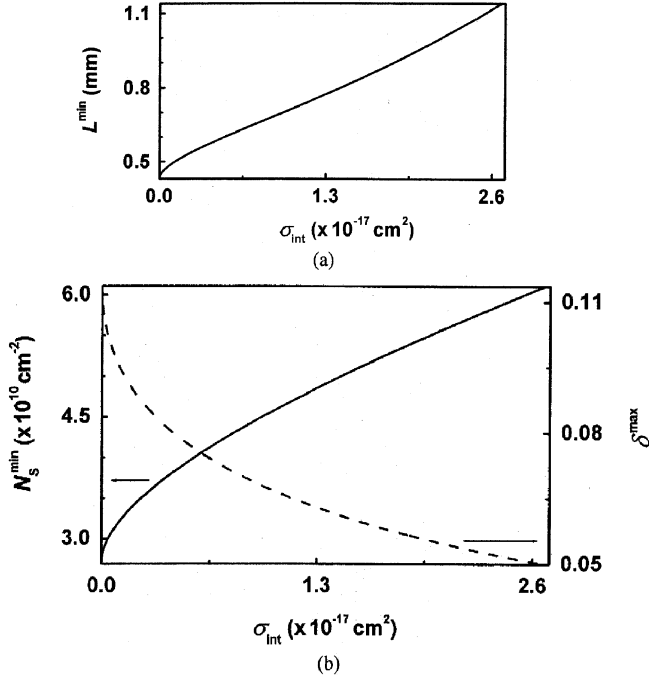 1.1
0.8
0.5
L^min (mm)
0.0 1.3 2.6
σ_int (x 10^-17 cm^2)
(a)
6.0
4.5
3.0
N_S^min (x 10^10 cm^-2)
0.11
0.08
0.05
δ^max
0.0 1.3 2.6
σ_int (x 10^-17 cm^2)
(b)